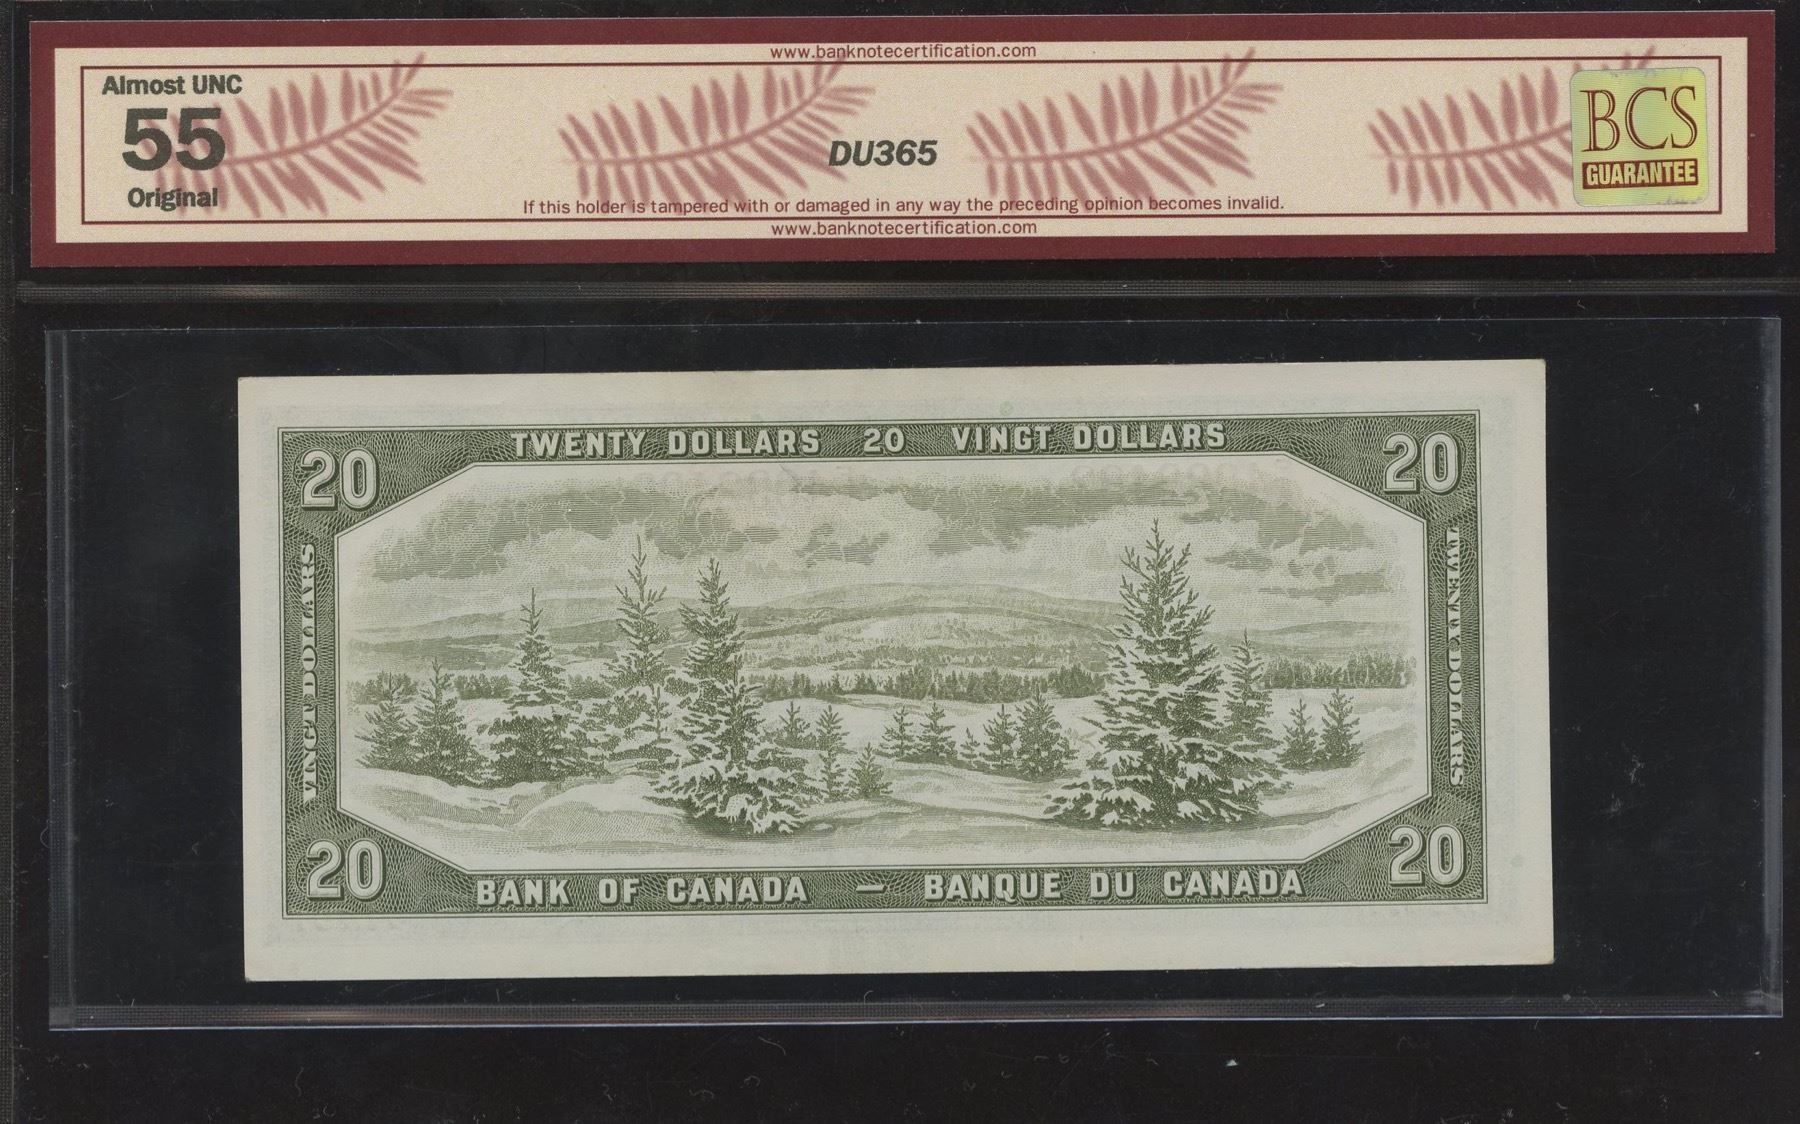 www.banknotecertification.com
Almost UNC
55
Original
DU365
BCS
GUARANTEE
If this holder is tampered with or damaged in any way the preceding opinion becomes invalid.
www.banknotecertification.com
TWENTY DOLLARS 20 VINGT DOLLARS
20
20
VINGT DOLLARS
TWENTY DOLLARS
20
20
BANK OF CANADA — BANQUE DU CANADA